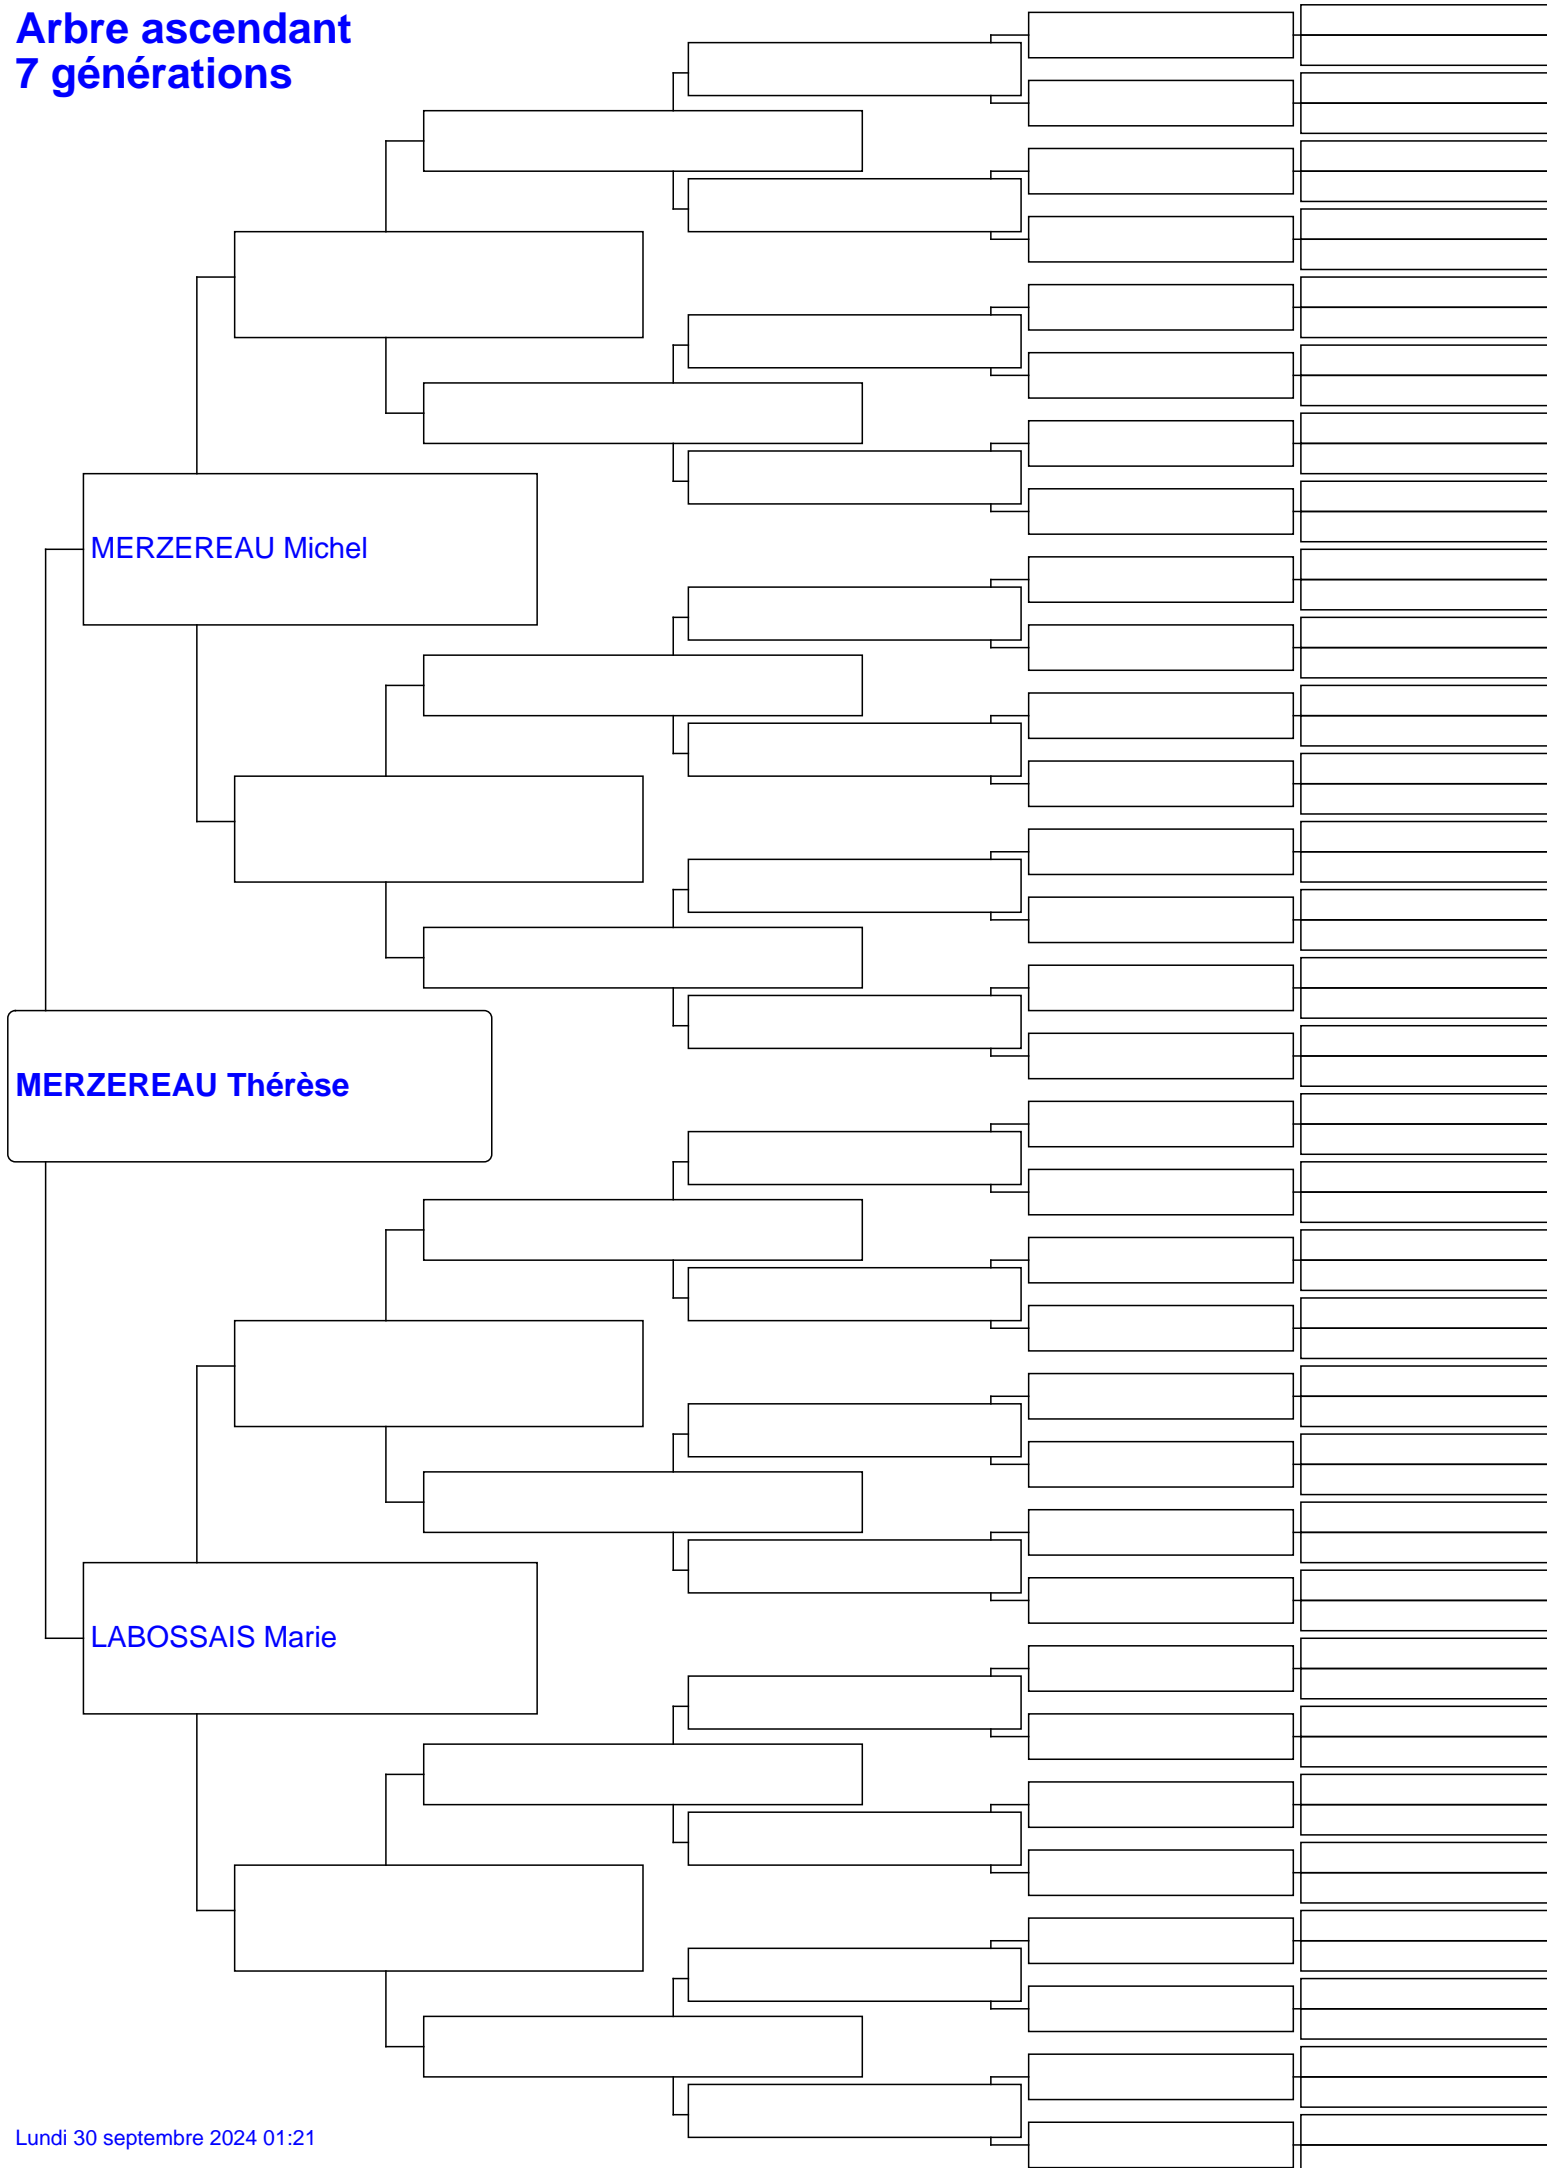 Arbre ascendant
7 générations
MERZEREAU Michel
MERZEREAU Thérèse
LABOSSAIS Marie
Lundi 30 septembre 2024 01:21